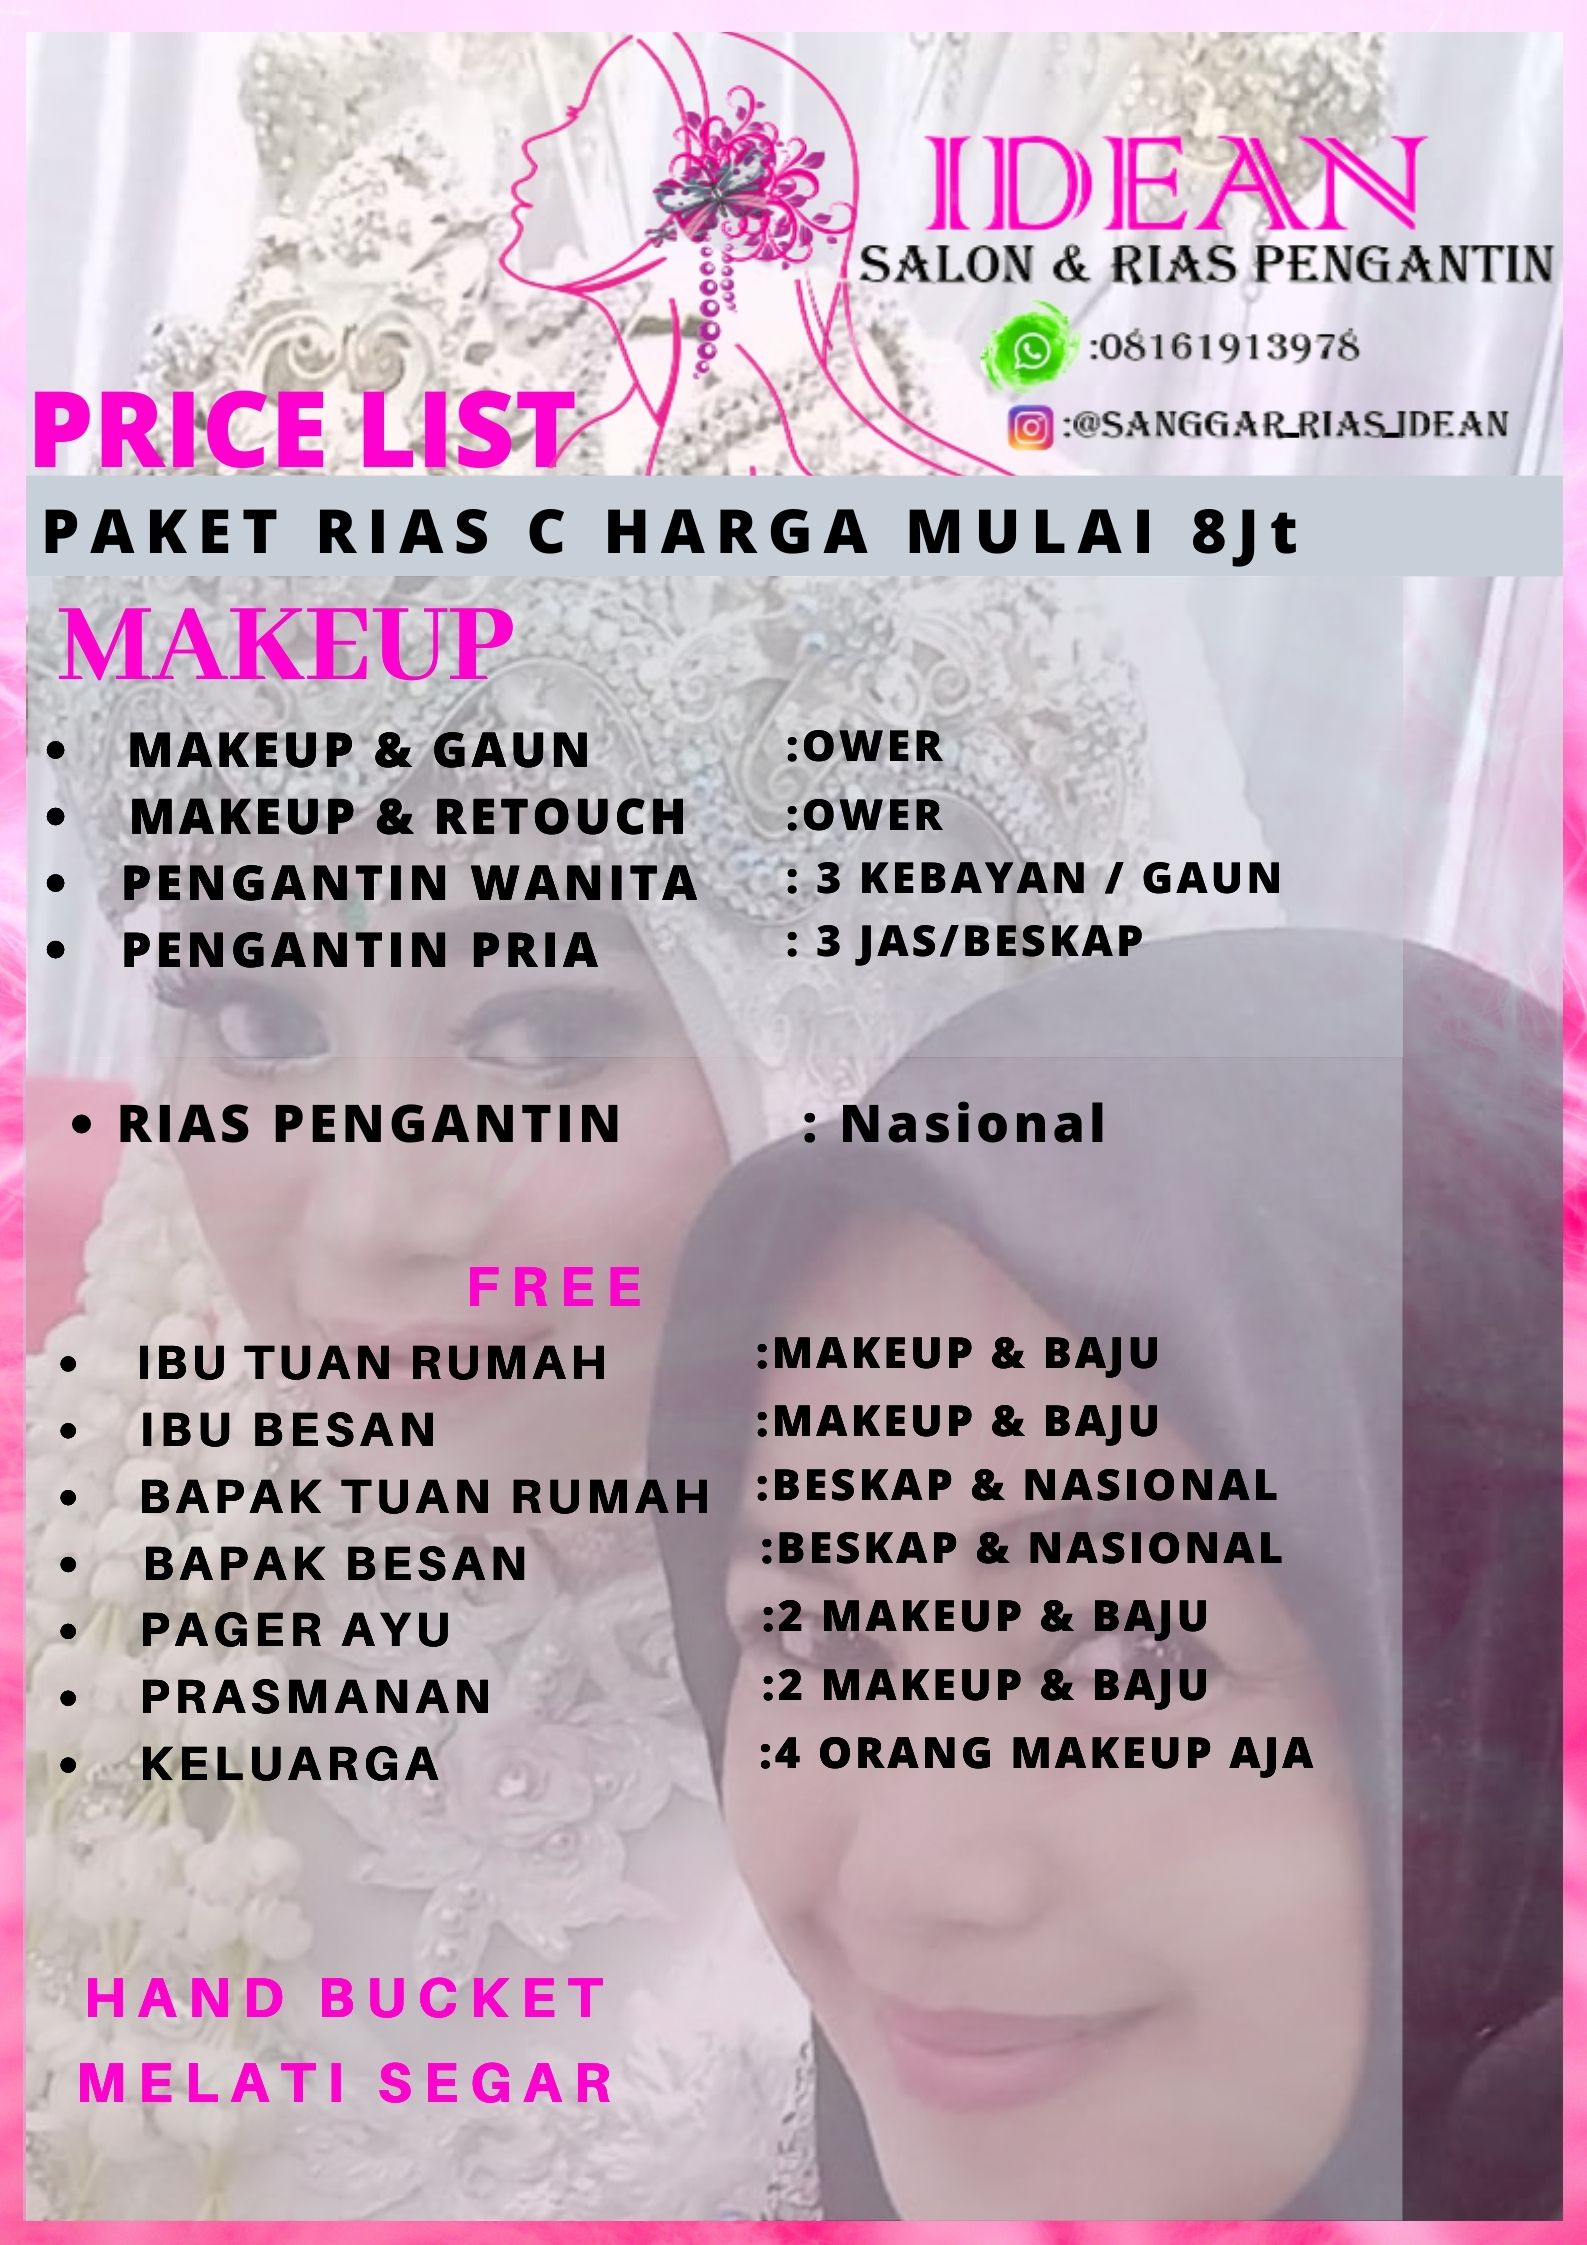 IDEAN
SALON & RIAS PENGANTIN
:08161913978
:@SANGGAR_RIAS_IDEAN
PRICE LIST
PAKET RIAS C HARGA MULAI 8Jt
MAKEUP
• MAKEUP & GAUN :OWER
• MAKEUP & RETOUCH :OWER
• PENGANTIN WANITA : 3 KEBAYAN / GAUN
• PENGANTIN PRIA : 3 JAS/BESKAP
• RIAS PENGANTIN : Nasional
FREE
• IBU TUAN RUMAH :MAKEUP & BAJU
• IBU BESAN :MAKEUP & BAJU
• BAPAK TUAN RUMAH :BESKAP & NASIONAL
• BAPAK BESAN :BESKAP & NASIONAL
• PAGER AYU :2 MAKEUP & BAJU
• PRASMANAN :2 MAKEUP & BAJU
• KELUARGA :4 ORANG MAKEUP AJA
HAND BUCKET
MELATI SEGAR